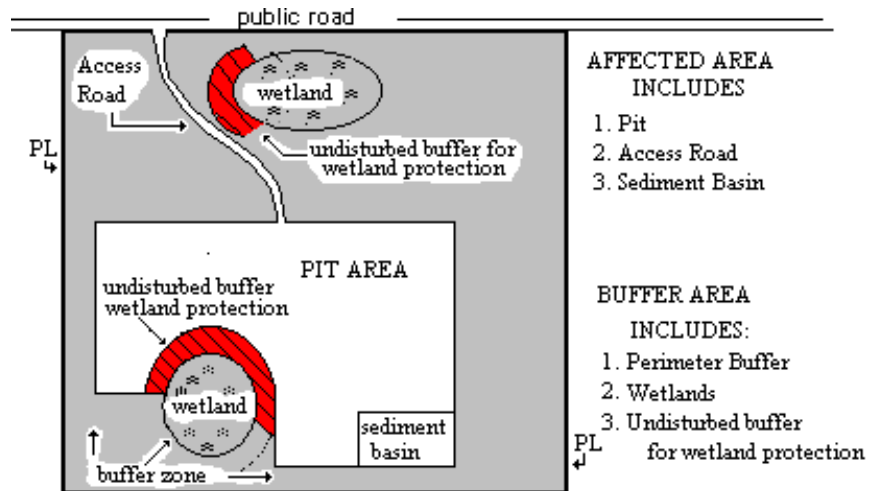 public road
Access
Road
wetland
undisturbed buffer for
wetland protection
PL
AFFECTED AREA
INCLUDES
1. Pit
2. Access Road
3. Sediment Basin
PIT AREA
undisturbed buffer
wetland protection
wetland
sediment
basin
buffer zone
PL
BUFFER AREA
INCLUDES:
1. Perimeter Buffer
2. Wetlands
3. Undisturbed buffer
for wetland protection